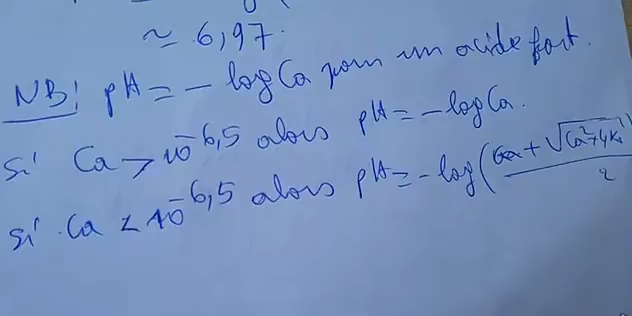 ≈ 6,97.
NB: pH = - log Ca pour un acide fort.
Si Ca > 10^-6,5 alors pH = - log Ca.
Si Ca < 10^-6,5 alors pH = - log ( (Ca + √(Ca² + 4Ke)) / 2